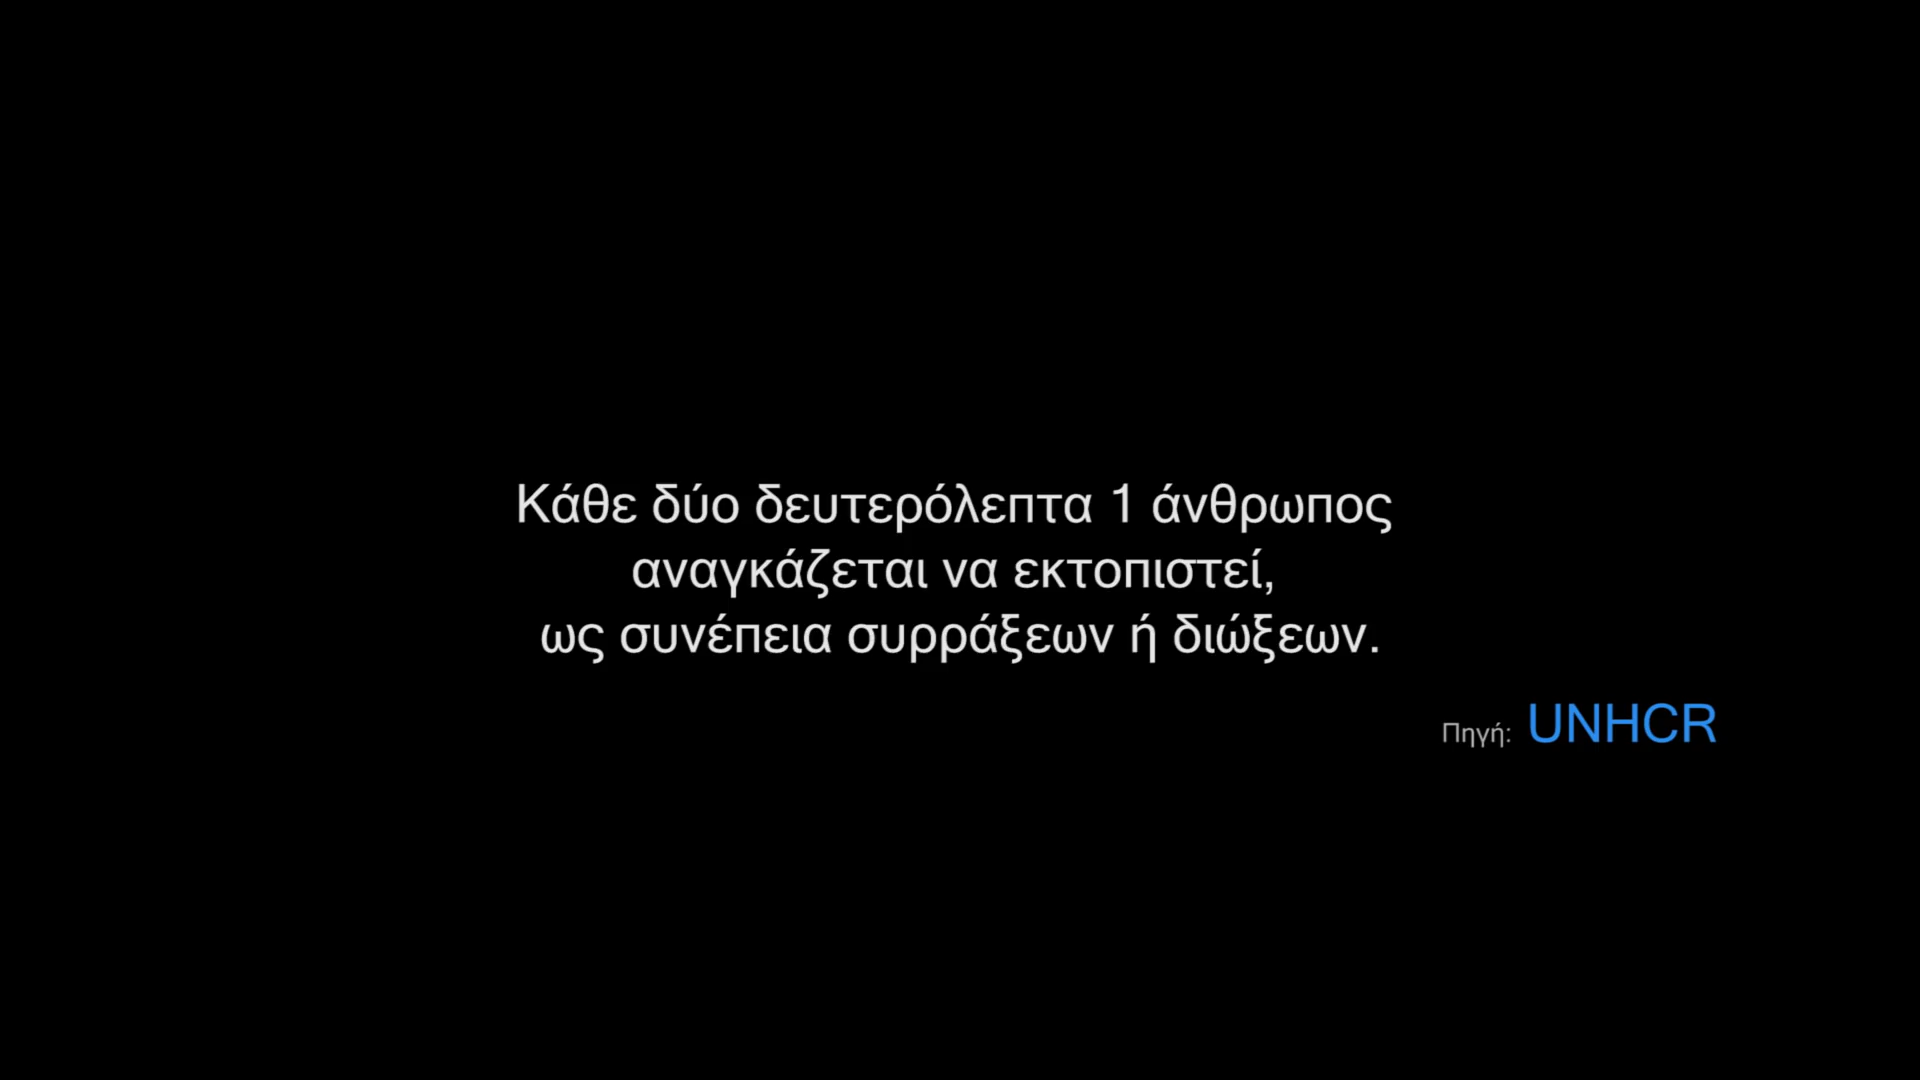 Κάθε δύο δευτερόλεπτα 1 άνθρωπος
αναγκάζεται να εκτοπιστεί,
ως συνέπεια συρράξεων ή διώξεων.
Πηγή: UNHCR